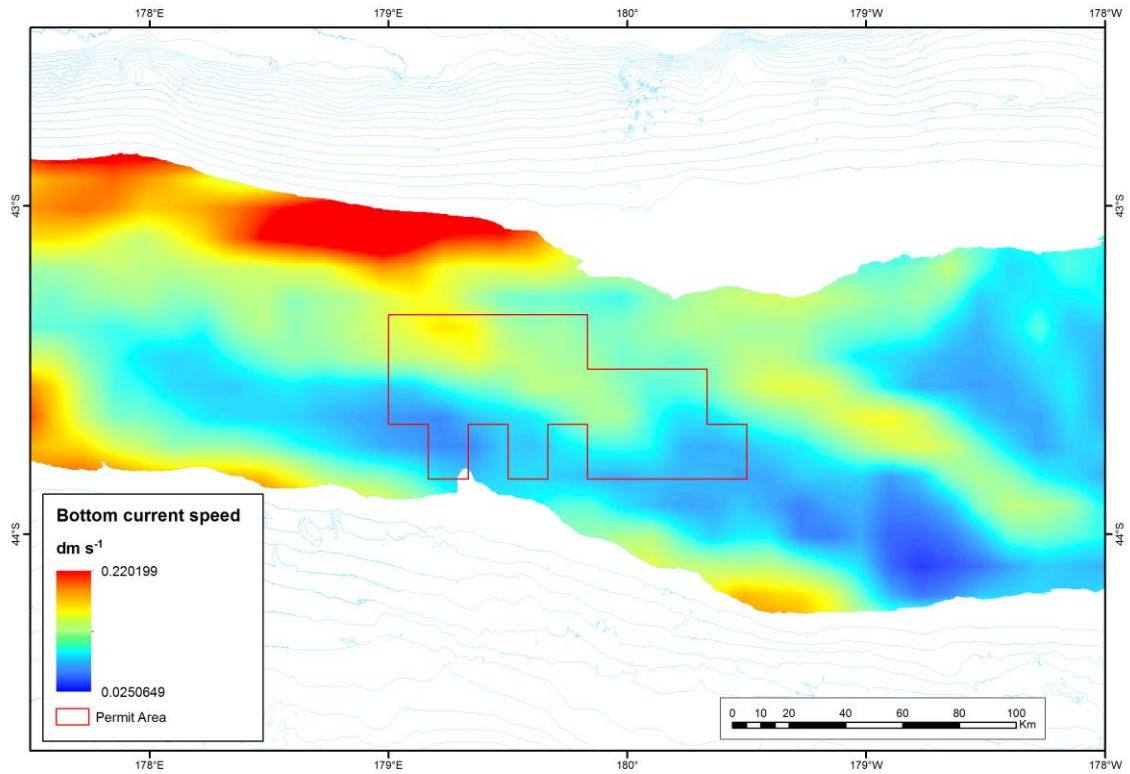 178°E 179°E 180° 179°W 178°W
43°S 43°S
44°S 44°S
Bottom current speed
dm s⁻¹
0.220199
0.0250649
Permit Area
0 10 20 40 60 80 100
Km
178°E 179°E 180° 179°W 178°W